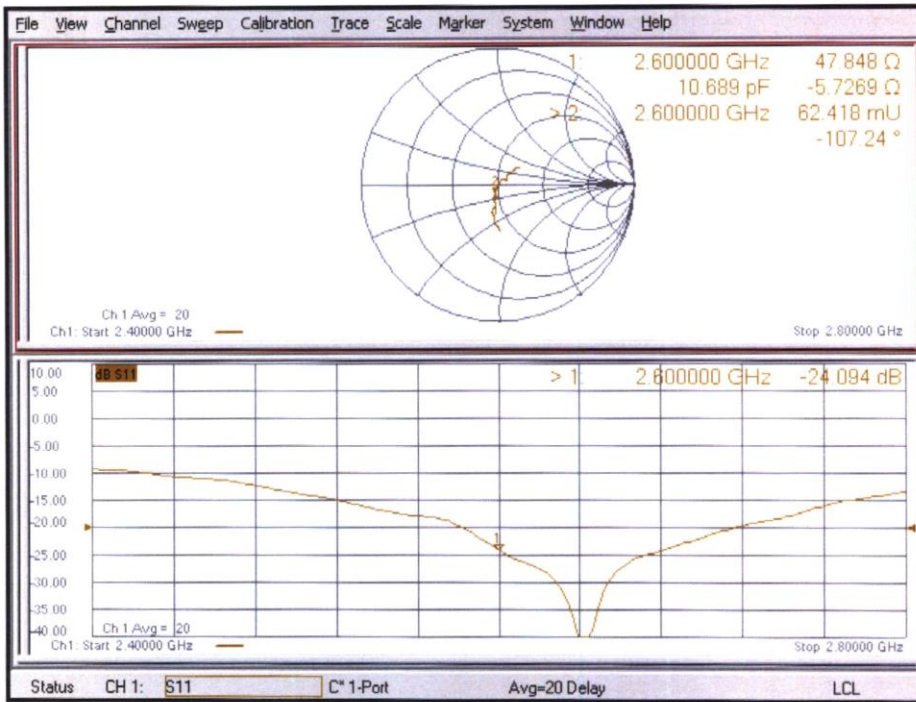 File View Channel Sweep Calibration Trace Scale Marker System Window Help
1: 2.600000 GHz 47.848 Ω
10.689 pF -5.7269 Ω
> 2: 2.600000 GHz 62.418 mU
-107.24 °
Ch 1 Avg = 20
Ch1: Start 2.40000 GHz
Stop 2.80000 GHz
10.00
dB S11
> 1: 2.600000 GHz -24.094 dB
5.00
0.00
-5.00
-10.00
-15.00
-20.00
1
-25.00
-30.00
-35.00
-40.00
Ch 1 Avg = 20
Ch1: Start 2.40000 GHz
Stop 2.80000 GHz
Status CH 1: S11 C* 1-Port Avg=20 Delay LCL